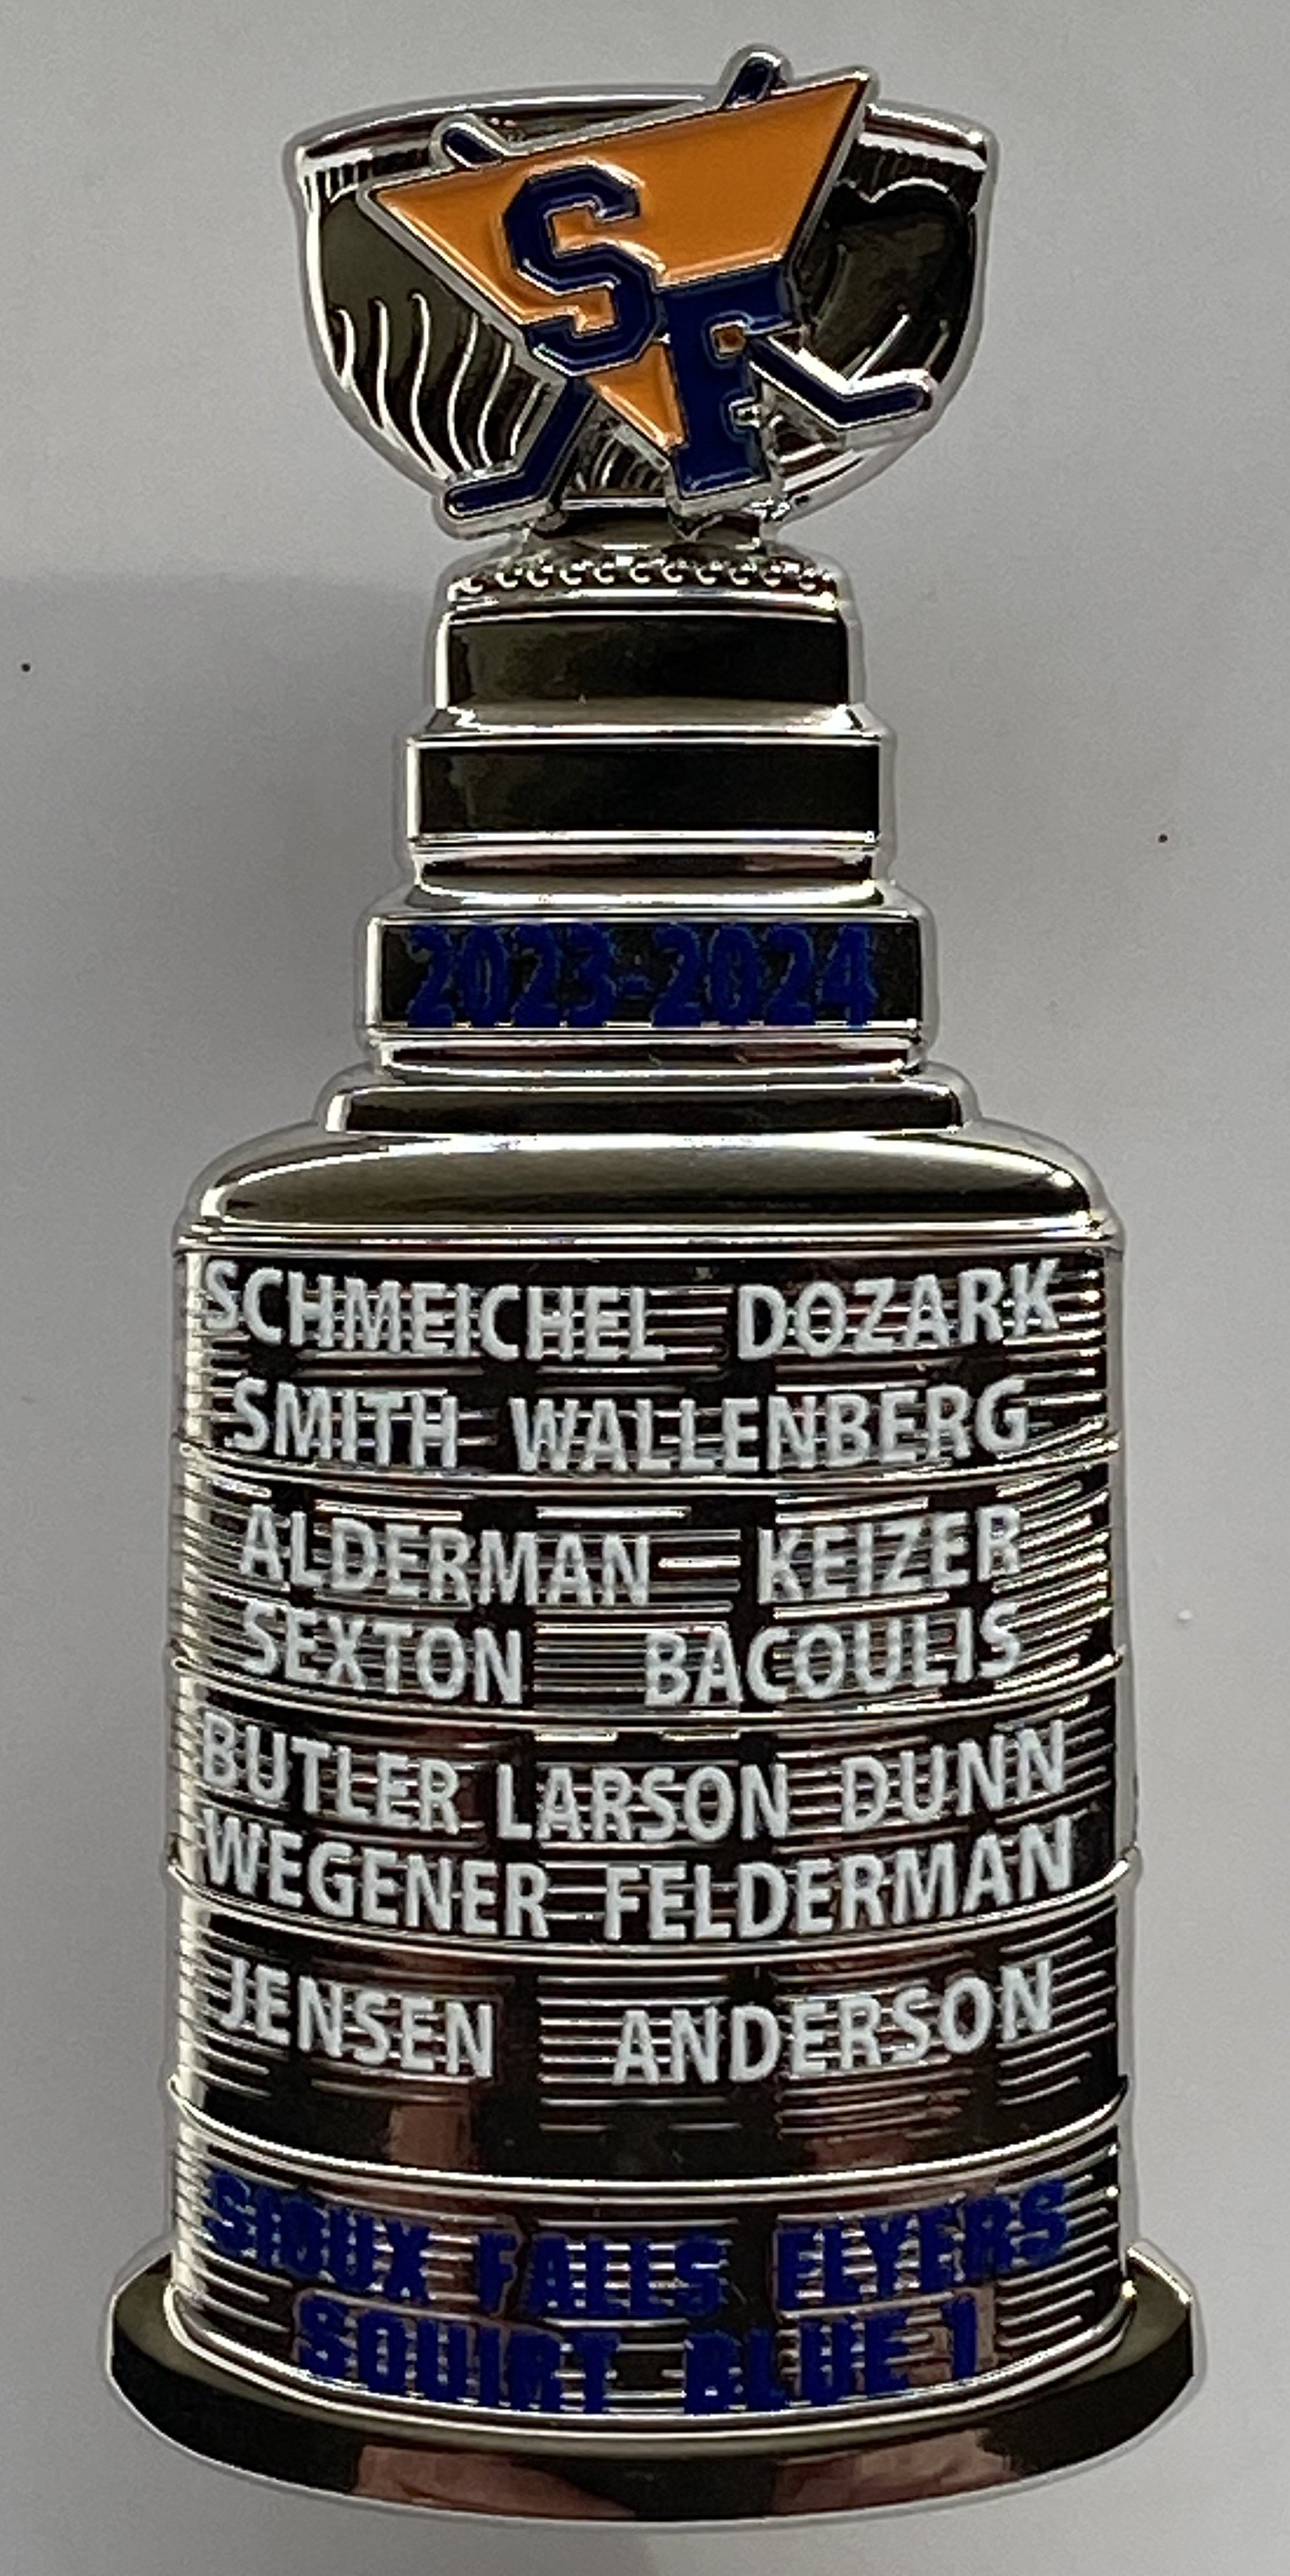 SF
2023-2024
SCHMEICHEL DOZARK
SMITH WALLENBERG
ALDERMAN KEIZER
SEXTON BACOULIS
BUTLER LARSON DUNN
WEGENER FELDERMAN
JENSEN ANDERSON
SIOUX FALLS FLYERS
SQUIRT BLUE 1